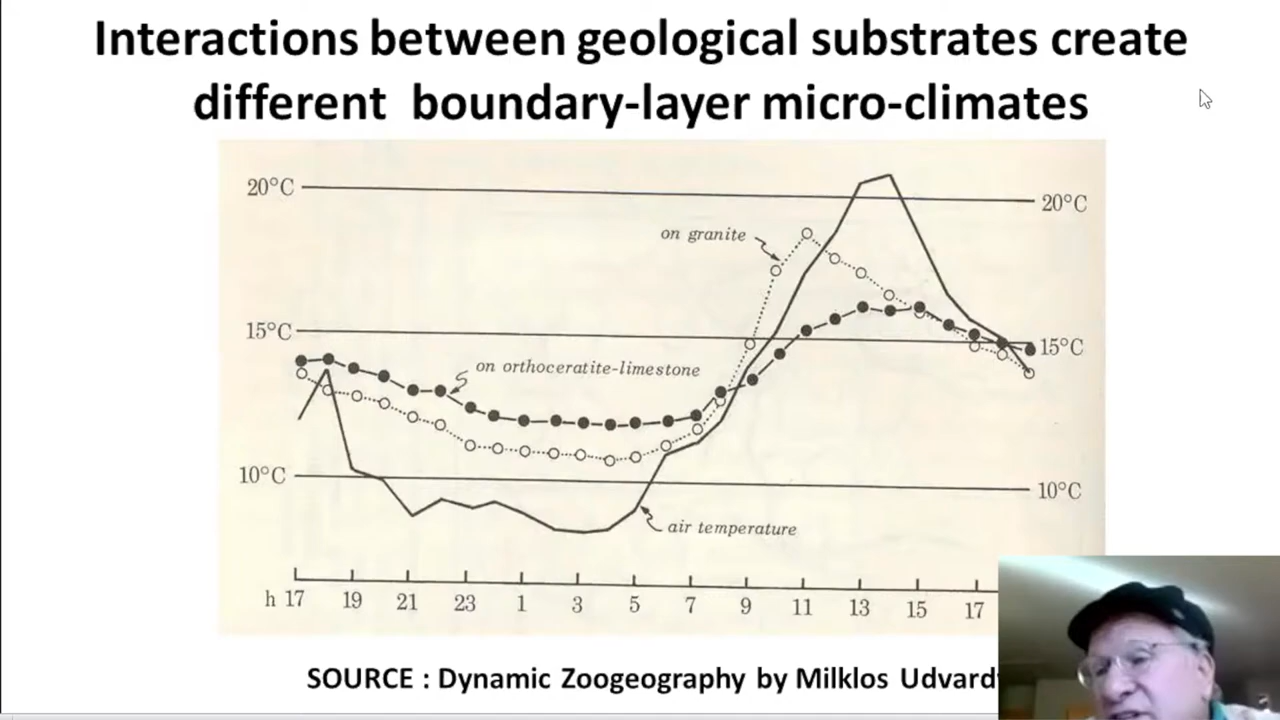 Interactions between geological substrates create
different boundary-layer micro-climates
20°C
20°C
on granite
15°C
15°C
on orthoceratite-limestone
10°C
10°C
air temperature
h 17 19 21 23 1 3 5 7 9 11 13 15 17
SOURCE : Dynamic Zoogeography by Milklos Udvardy